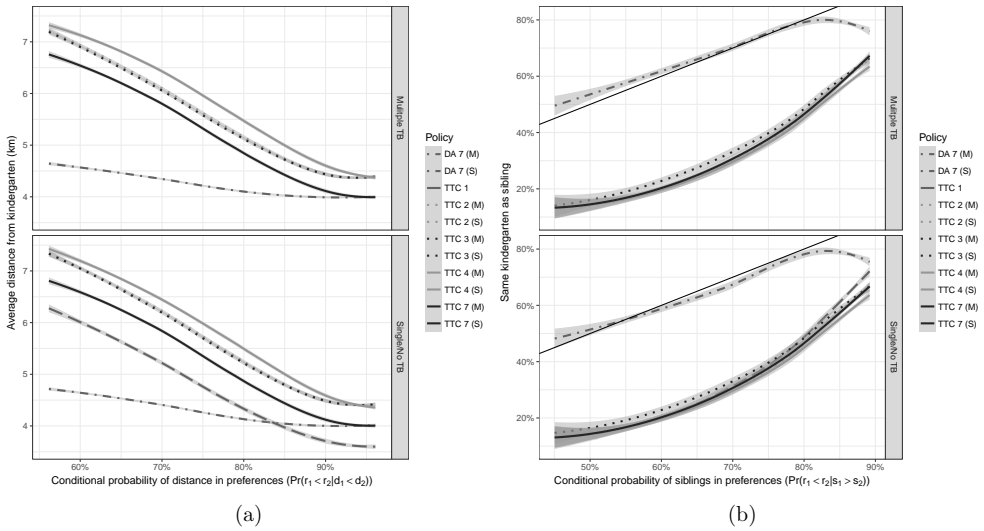 Average distance from kindergarten (km)
7
6
5
4
Mulitple TB
7
6
5
4
Single/No TB
60%
70%
80%
90%
Conditional probability of distance in preferences (Pr(r1 < r2|d1 < d2))
Policy
DA 7 (M)
DA 7 (S)
TTC 1
TTC 2 (M)
TTC 2 (S)
TTC 3 (M)
TTC 3 (S)
TTC 4 (M)
TTC 4 (S)
TTC 7 (M)
TTC 7 (S)
(a)
Same kindergarten as sibling
80%
60%
40%
20%
Mulitple TB
80%
60%
40%
20%
Single/No TB
50%
60%
70%
80%
90%
Conditional probability of siblings in preferences (Pr(r1 < r2|s1 > s2))
Policy
DA 7 (M)
DA 7 (S)
TTC 1
TTC 2 (M)
TTC 2 (S)
TTC 3 (M)
TTC 3 (S)
TTC 4 (M)
TTC 4 (S)
TTC 7 (M)
TTC 7 (S)
(b)